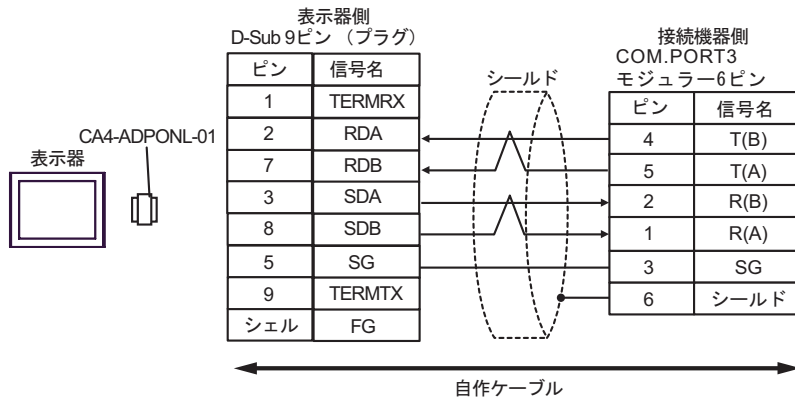 表示器側
D-Sub 9ピン (プラグ)
接続機器側
COM.PORT3
モジュラー6ピン
シールド
CA4-ADPONL-01
表示器
ピン 信号名
1 TERMRX
2 RDA
7 RDB
3 SDA
8 SDB
5 SG
9 TERMTX
シェル FG
ピン 信号名
4 T(B)
5 T(A)
2 R(B)
1 R(A)
3 SG
6 シールド
自作ケーブル